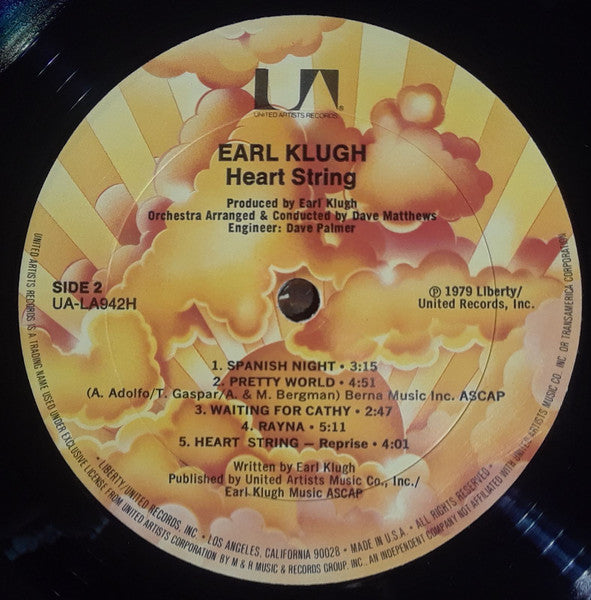 UA®
UNITED ARTISTS RECORDS
EARL KLUGH
Heart String
Produced by Earl Klugh
Orchestra Arranged & Conducted by Dave Matthews
Engineer: Dave Palmer
SIDE 2
UA-LA942H
℗ 1979 Liberty/
United Records, Inc.
1. SPANISH NIGHT • 3:15
2. PRETTY WORLD • 4:51
(A. Adolfo/T. Gaspar/A. & M. Bergman) Berna Music Inc. ASCAP
3. WAITING FOR CATHY • 2:47
4. RAYNA • 5:11
5. HEART STRING – Reprise • 4:01
Written by Earl Klugh
Published by United Artists Music Co., Inc./
Earl Klugh Music ASCAP
• LIBERTY/UNITED RECORDS, INC. • LOS ANGELES, CALIFORNIA 90028 • MADE IN U.S.A. • ALL RIGHTS RESERVED •
UNITED ARTISTS RECORDS IS A TRADING NAME USED UNDER EXCLUSIVE LICENSE FROM UNITED ARTISTS CORPORATION BY M & R MUSIC & RECORDS GROUP. INC.. AN INDEPENDENT COMPANY NOT AFFILIATED WITH UNITED ARTISTS MUSIC CO. INC OR TRANSAMERICA CORPORATION